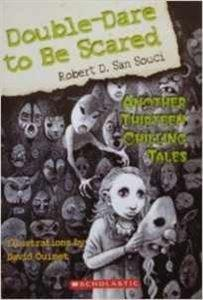 Double-Dare
to Be Scared
Robert D. San Souci
ANOTHER
THIRTEEN
CHILLING
TALES
Illustrations by
David Ouimet
SCHOLASTIC